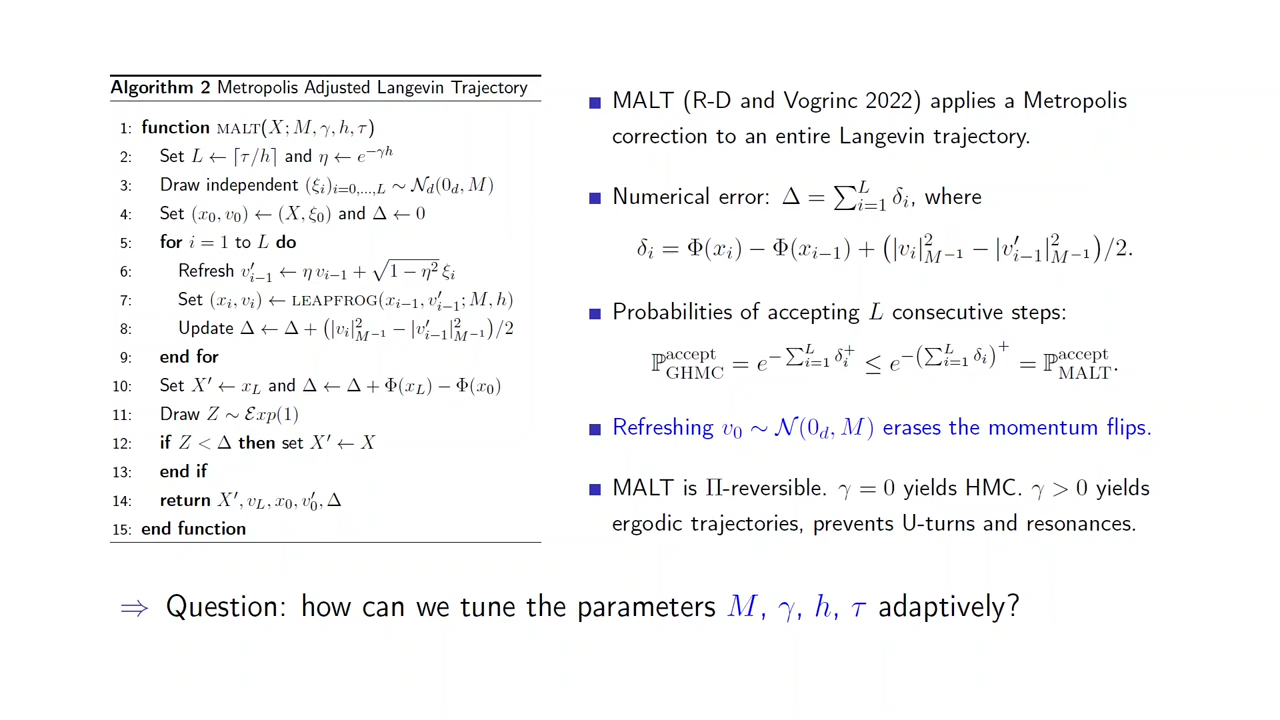 Algorithm 2 Metropolis Adjusted Langevin Trajectory
1: function MALT(X; M, γ, h, τ)
2: Set L ← ⌈τ/h⌉ and η ← e^{−γh}
3: Draw independent (ξ_i)_{i=0,...,L} ∼ N_d(0_d, M)
4: Set (x_0, v_0) ← (X, ξ_0) and Δ ← 0
5: for i = 1 to L do
6: Refresh v′_{i−1} ← η v_{i−1} + √(1 − η²) ξ_i
7: Set (x_i, v_i) ← LEAPFROG(x_{i−1}, v′_{i−1}; M, h)
8: Update Δ ← Δ + (|v_i|²_{M^{−1}} − |v′_{i−1}|²_{M^{−1}})/2
9: end for
10: Set X′ ← x_L and Δ ← Δ + Φ(x_L) − Φ(x_0)
11: Draw Z ∼ Exp(1)
12: if Z < Δ then set X′ ← X
13: end if
14: return X′, v_L, x_0, v′_0, Δ
15: end function
■ MALT (R-D and Vogrinc 2022) applies a Metropolis
correction to an entire Langevin trajectory.
■ Numerical error: Δ = ∑_{i=1}^{L} δ_i, where
δ_i = Φ(x_i) − Φ(x_{i−1}) + (|v_i|²_{M^{−1}} − |v′_{i−1}|²_{M^{−1}})/2.
■ Probabilities of accepting L consecutive steps:
ℙ^{accept}_{GHMC} = e^{−∑_{i=1}^{L} δ_i^+} ≤ e^{−(∑_{i=1}^{L} δ_i)^+} = ℙ^{accept}_{MALT}.
■ Refreshing v_0 ∼ N(0_d, M) erases the momentum flips.
■ MALT is Π-reversible. γ = 0 yields HMC. γ > 0 yields
ergodic trajectories, prevents U-turns and resonances.
⇒ Question: how can we tune the parameters M, γ, h, τ adaptively?